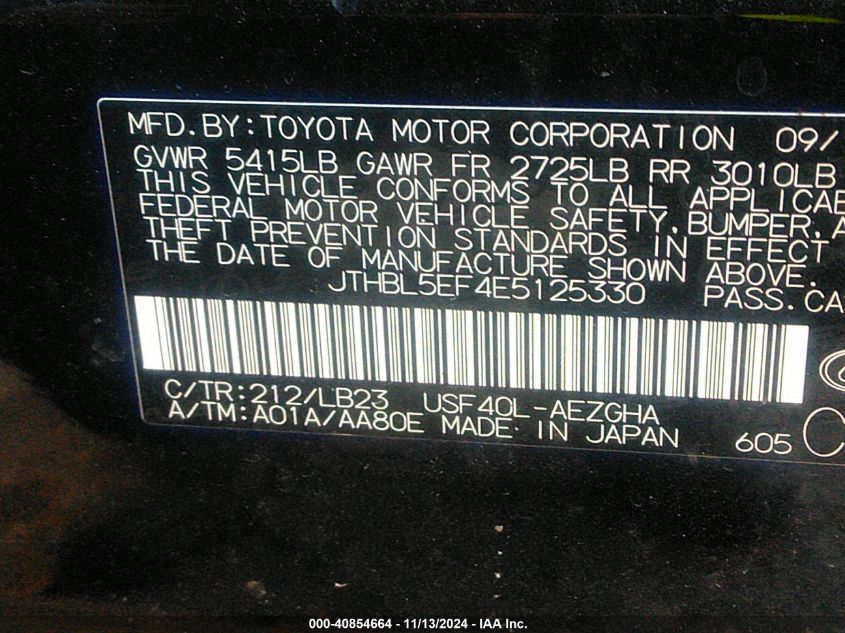 MFD.BY:TOYOTA MOTOR CORPORATION 09/
GVWR 5415LB GAWR FR 2725LB RR 3010LB
THIS VEHICLE CONFORMS TO ALL APPLICAB
FEDERAL MOTOR VEHICLE SAFETY,BUMPER,A
THEFT PREVENTION STANDARDS IN EFFECT
THE DATE OF MANUFACTURE SHOWN ABOVE.
JTHBL5EF4E5125330 PASS.CA
C/TR:212/LB23 USF40L-AEZGHA
A/TM:A01A/AA80E MADE IN JAPAN 605
000-40854664 - 11/13/2024 - IAA Inc.